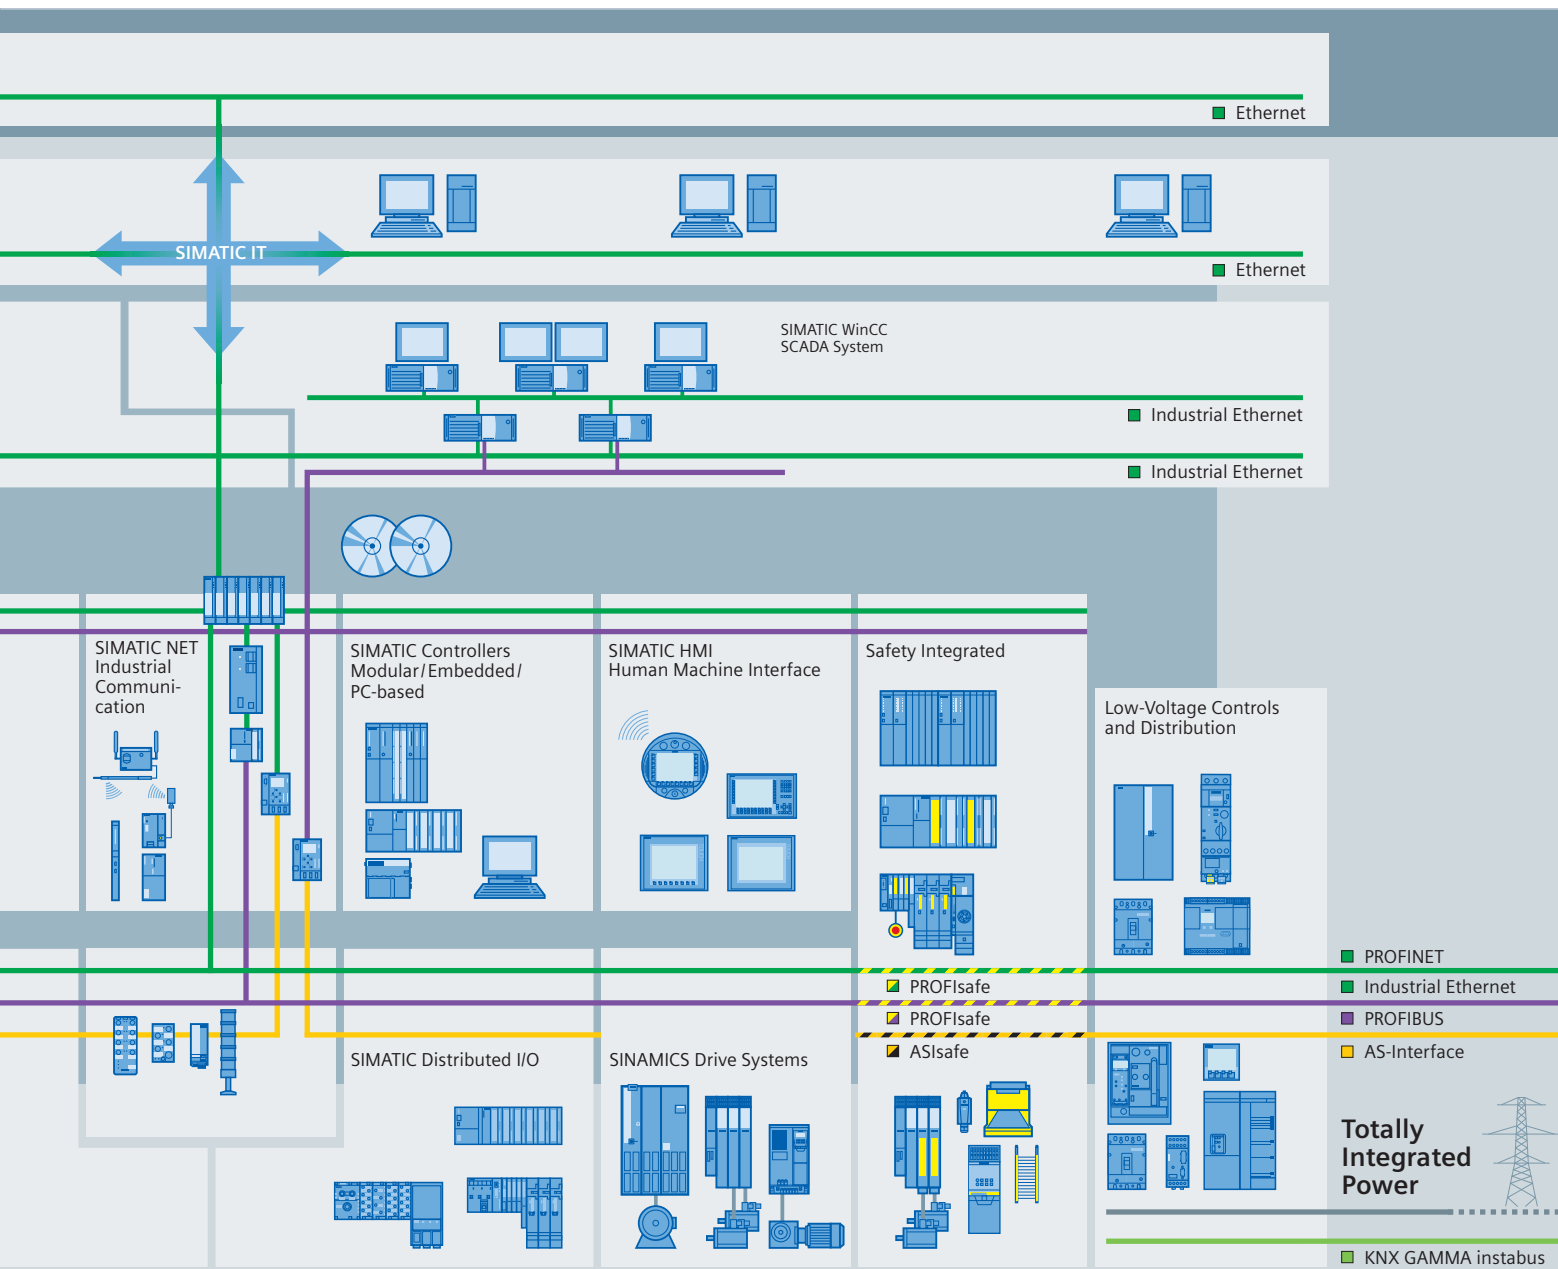 Ethernet
SIMATIC IT
Ethernet
SIMATIC WinCC
SCADA System
Industrial Ethernet
Industrial Ethernet
SIMATIC NET
Industrial
Communi-
cation
SIMATIC Controllers
Modular/Embedded/
PC-based
SIMATIC HMI
Human Machine Interface
Safety Integrated
Low-Voltage Controls
and Distribution
PROFINET
PROFIsafe
Industrial Ethernet
PROFIsafe
PROFIBUS
ASIsafe
AS-Interface
SIMATIC Distributed I/O
SINAMICS Drive Systems
Totally
Integrated
Power
KNX GAMMA instabus